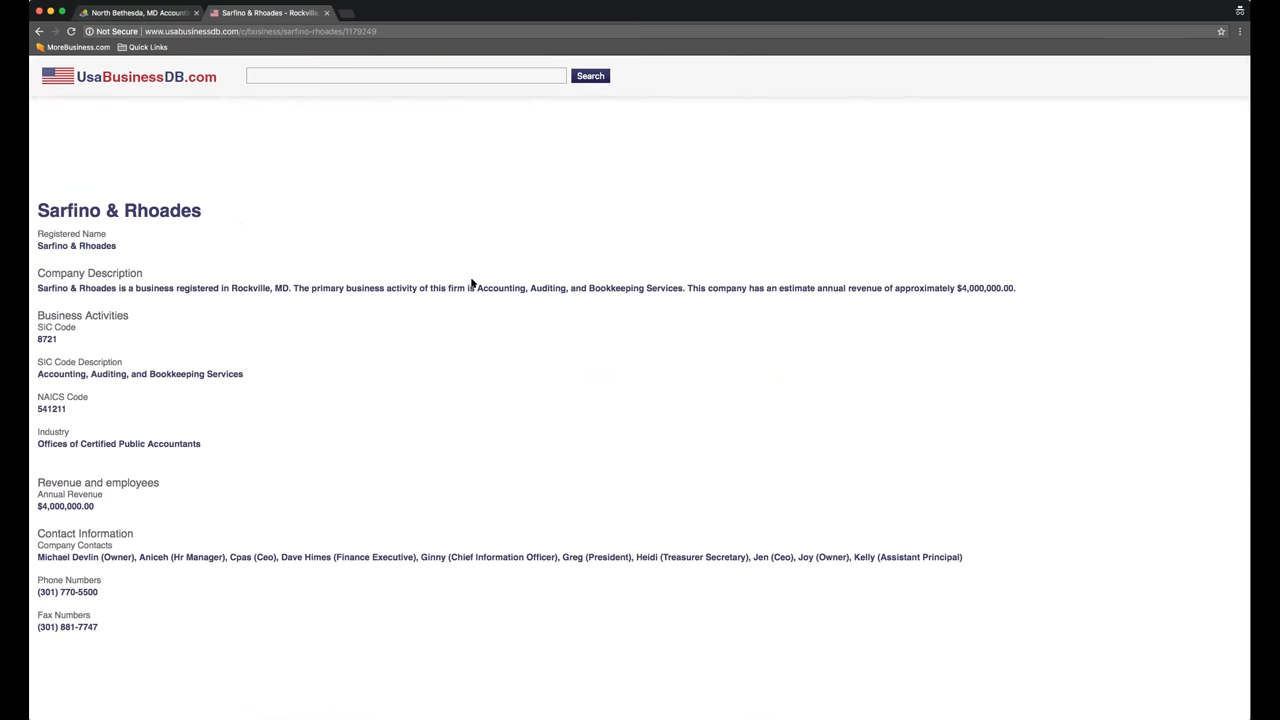 North Bethesda, MD Account
Sarfino & Rhoades - Rockville,
Not Secure | www.usabusinessdb.com/c/business/sarfino-rhoades/1179249
MoreBusiness.com Quick Links
UsaBusinessDB.com Search
Sarfino & Rhoades
Registered Name
Sarfino & Rhoades
Company Description
Sarfino & Rhoades is a business registered in Rockville, MD. The primary business activity of this firm is Accounting, Auditing, and Bookkeeping Services. This company has an estimate annual revenue of approximately $4,000,000.00.
Business Activities
SIC Code
8721
SIC Code Description
Accounting, Auditing, and Bookkeeping Services
NAICS Code
541211
Industry
Offices of Certified Public Accountants
Revenue and employees
Annual Revenue
$4,000,000.00
Contact Information
Company Contacts
Michael Devlin (Owner), Aniceh (Hr Manager), Cpas (Ceo), Dave Himes (Finance Executive), Ginny (Chief Information Officer), Greg (President), Heidi (Treasurer Secretary), Jen (Ceo), Joy (Owner), Kelly (Assistant Principal)
Phone Numbers
(301) 770-5500
Fax Numbers
(301) 881-7747